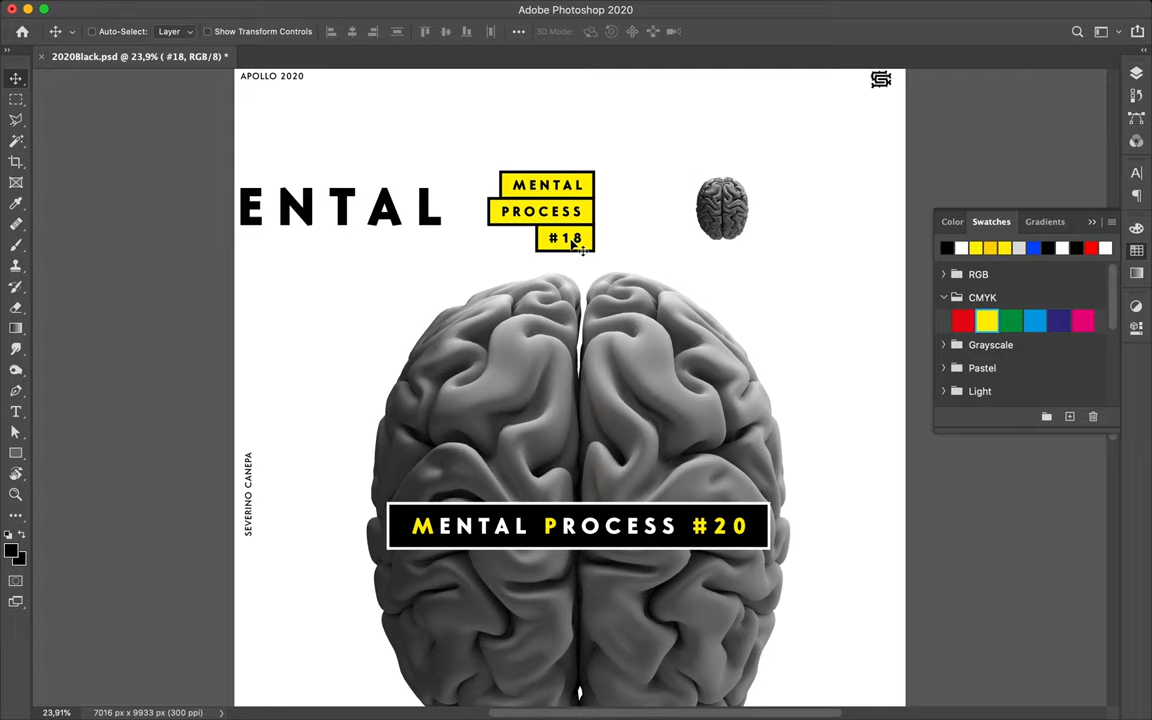 Adobe Photoshop 2020
Auto-Select: Layer Show Transform Controls 3D Mode:
2020Black.psd @ 23,9% ( #18, RGB/8) *
APOLLO 2020
ENTAL
MENTAL
PROCESS
#18
SEVERINO CANEPA
MENTAL PROCESS #20
Color Swatches Gradients
RGB
CMYK
Grayscale
Pastel
Light
23,91% 7016 px x 9933 px (300 ppi)